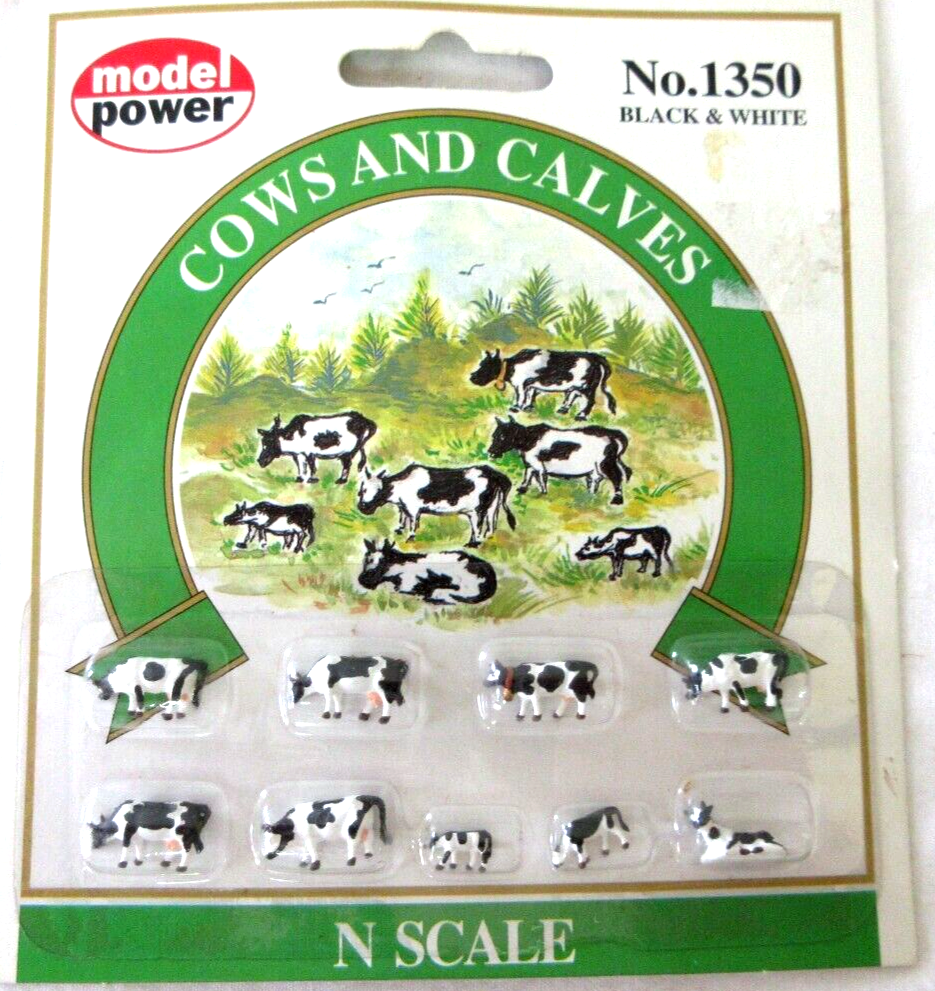 model
power
No.1350
BLACK & WHITE
COWS AND CALVES
N SCALE